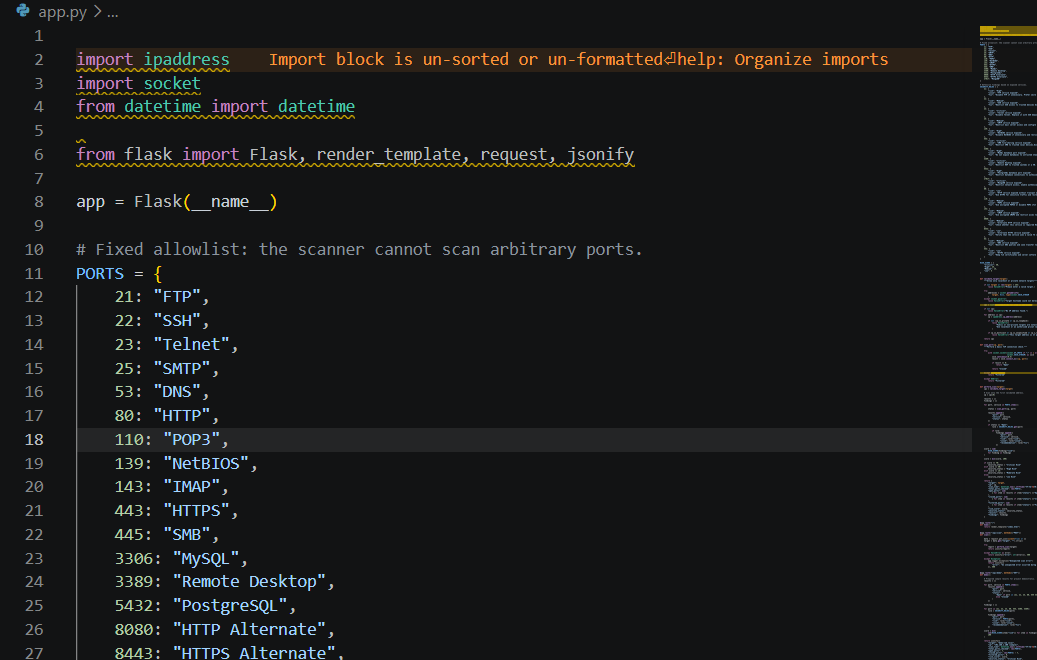 app.py > ...
1
2 import ipaddress Import block is un-sorted or un-formatted⏎help: Organize imports
3 import socket
4 from datetime import datetime
5
6 from flask import Flask, render_template, request, jsonify
7
8 app = Flask(__name__)
9
10 # Fixed allowlist: the scanner cannot scan arbitrary ports.
11 PORTS = {
12 21: "FTP",
13 22: "SSH",
14 23: "Telnet",
15 25: "SMTP",
16 53: "DNS",
17 80: "HTTP",
18 110: "POP3",
19 139: "NetBIOS",
20 143: "IMAP",
21 443: "HTTPS",
22 445: "SMB",
23 3306: "MySQL",
24 3389: "Remote Desktop",
25 5432: "PostgreSQL",
26 8080: "HTTP Alternate",
27 8443: "HTTPS Alternate",